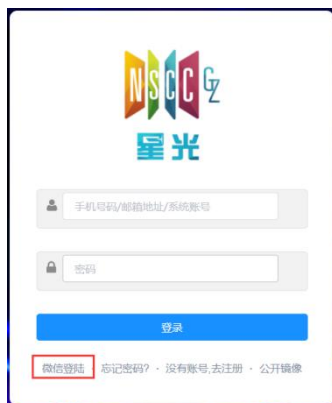 NSCC GZ
星光
手机号码/邮箱地址/系统账号
密码
登录
微信登陆 · 忘记密码? · 没有账号,去注册 · 公开镜像